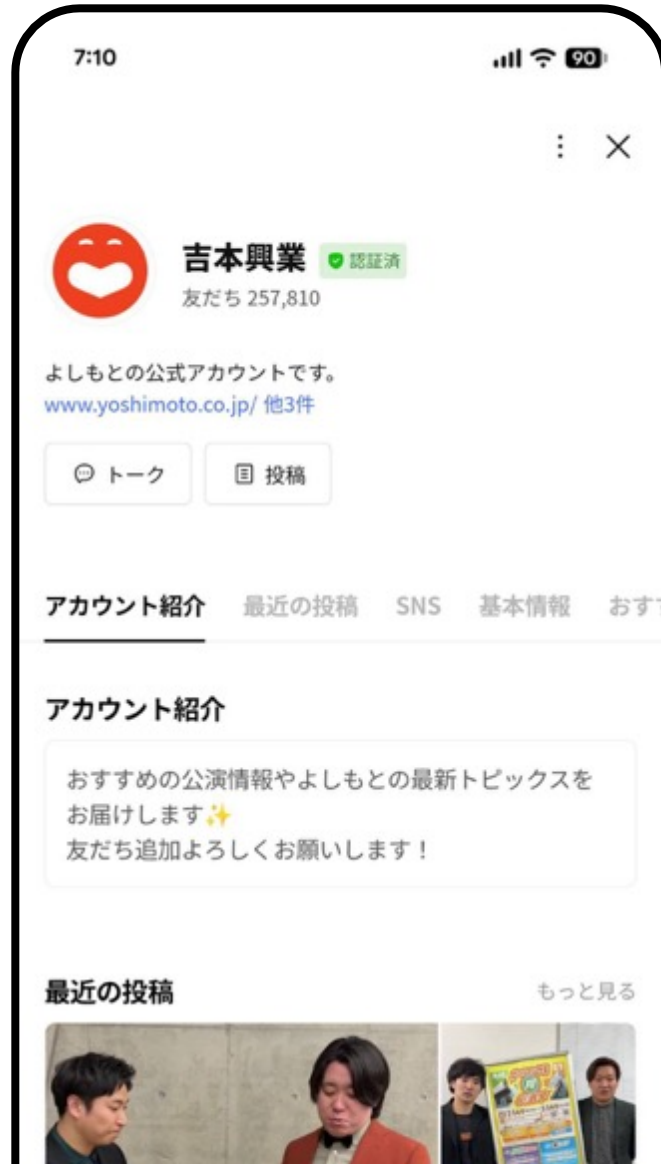 7:10
90
吉本興業 認証済
友だち 257,810
よしもとの公式アカウントです。
www.yoshimoto.co.jp/ 他3件
トーク 投稿
アカウント紹介 最近の投稿 SNS 基本情報 おす
アカウント紹介
おすすめの公演情報やよしもとの最新トピックスを
お届けします✨
友だち追加よろしくお願いします！
最近の投稿 もっと見る